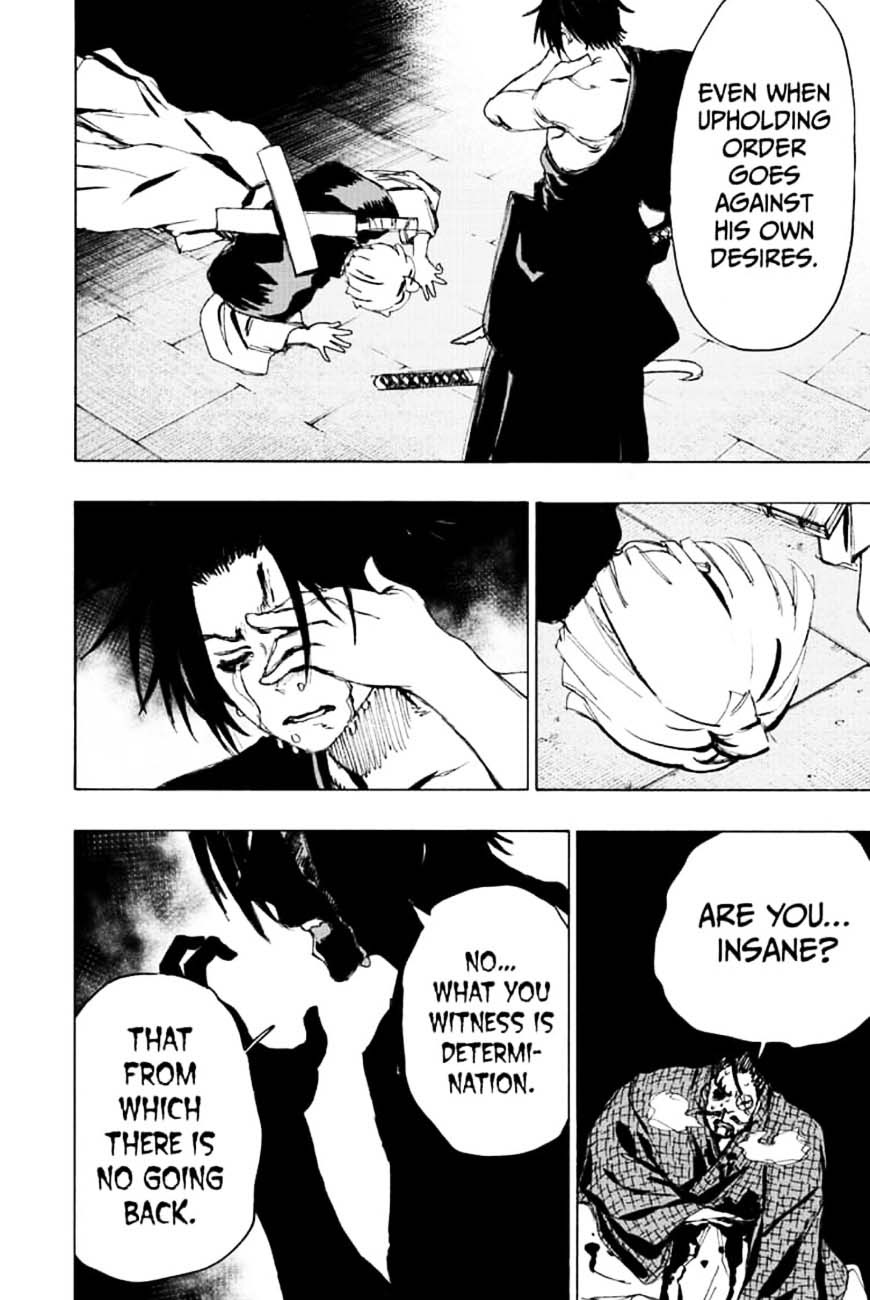 EVEN WHEN
UPHOLDING
ORDER
GOES
AGAINST
HIS OWN
DESIRES.
ARE YOU...
INSANE?
NO...
WHAT YOU
WITNESS IS
DETERMI-
NATION.
THAT
FROM
WHICH
THERE IS
NO GOING
BACK.